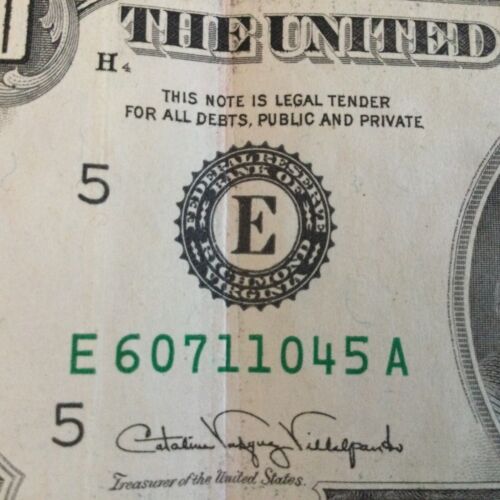 THE UNITED
H4
THIS NOTE IS LEGAL TENDER
FOR ALL DEBTS, PUBLIC AND PRIVATE
5
FEDERAL RESERVE
BANK OF
E
RICHMOND
VIRGINIA
E 60711045 A
5
Catalina Vasquez Villalpando
Treasurer of the United States.